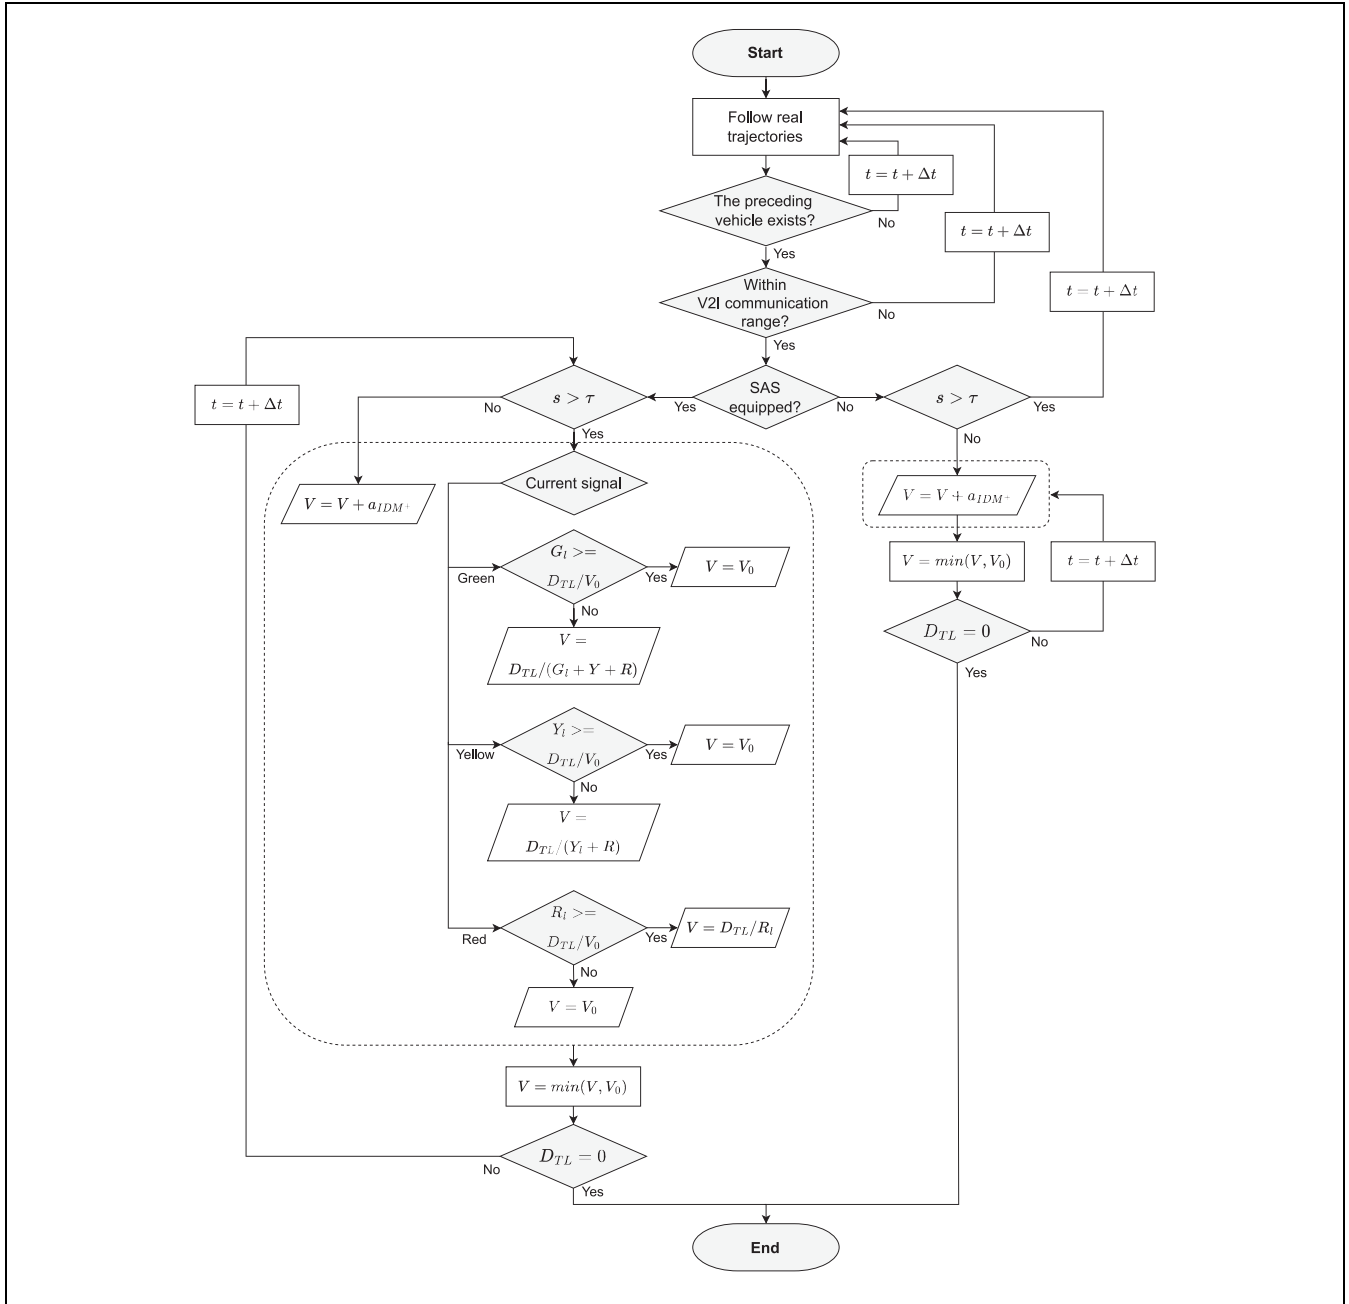 Start
Follow real
trajectories
t = t + Δt
The preceding
vehicle exists?
No
Yes
t = t + Δt
Within
V2I communication
range?
No
Yes
t = t + Δt
t = t + Δt
s > τ
No
Yes
SAS
equipped?
Yes
No
s > τ
Yes
No
V = V + a_{IDM^+}
Current signal
V = V + a_{IDM^+}
G_l >=
D_{TL}/V_0
Green
Yes
No
V = V_0
V =
D_{TL}/(G_l + Y + R)
V = min(V, V_0)
t = t + Δt
D_{TL} = 0
No
Yes
Y_l >=
D_{TL}/V_0
Yellow
Yes
No
V = V_0
V =
D_{TL}/(Y_l + R)
R_l >=
D_{TL}/V_0
Red
Yes
No
V = D_{TL}/R_l
V = V_0
V = min(V, V_0)
D_{TL} = 0
No
Yes
End